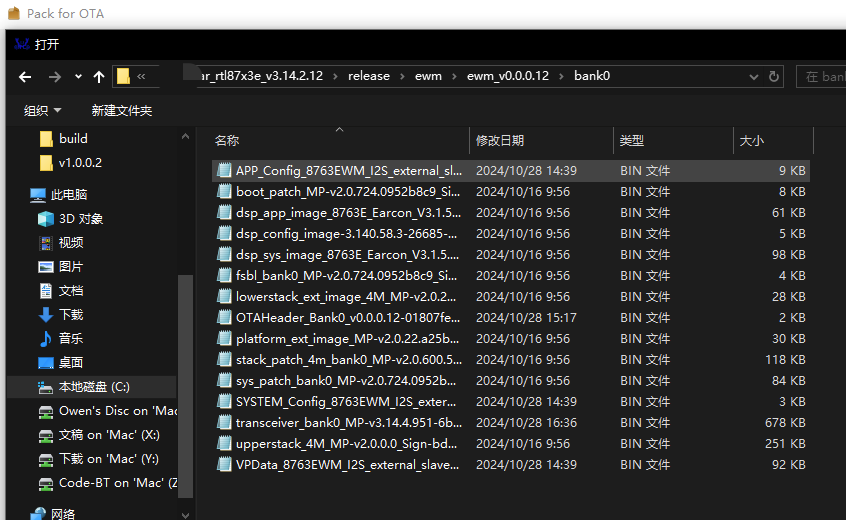 Pack for OTA
打开
« ar_rtl87x3e_v3.14.2.12 › release › ewm › ewm_v0.0.0.12 › bank0
在 ban
组织 新建文件夹
build
v1.0.0.2
此电脑
3D 对象
视频
图片
文档
下载
音乐
桌面
本地磁盘 (C:)
Owen's Disc on 'Mac
文稿 on 'Mac' (X:)
下载 on 'Mac' (Y:)
Code-BT on 'Mac' (Z
网络
名称 修改日期 类型 大小
APP_Config_8763EWM_I2S_external_sl... 2024/10/28 14:39 BIN 文件 9 KB
boot_patch_MP-v2.0.724.0952b8c9_Si... 2024/10/16 9:56 BIN 文件 8 KB
dsp_app_image_8763E_Earcon_V3.1.5.... 2024/10/16 9:56 BIN 文件 61 KB
dsp_config_image-3.140.58.3-26685-... 2024/10/16 9:56 BIN 文件 5 KB
dsp_sys_image_8763E_Earcon_V3.1.5.... 2024/10/16 9:56 BIN 文件 98 KB
fsbl_bank0_MP-v2.0.724.0952b8c9_Si... 2024/10/16 9:56 BIN 文件 4 KB
lowerstack_ext_image_4M_MP-v2.0.2... 2024/10/16 9:56 BIN 文件 28 KB
OTAHeader_Bank0_v0.0.0.12-01807fe... 2024/10/28 15:17 BIN 文件 2 KB
platform_ext_image_MP-v2.0.22.a25b... 2024/10/16 9:56 BIN 文件 30 KB
stack_patch_4m_bank0_MP-v2.0.600.5... 2024/10/16 9:56 BIN 文件 118 KB
sys_patch_bank0_MP-v2.0.724.0952b... 2024/10/16 9:56 BIN 文件 84 KB
SYSTEM_Config_8763EWM_I2S_exter... 2024/10/28 14:39 BIN 文件 3 KB
transceiver_bank0_MP-v3.14.4.951-6b... 2024/10/28 16:36 BIN 文件 678 KB
upperstack_4M_MP-v2.0.0.0_Sign-bd... 2024/10/16 9:56 BIN 文件 251 KB
VPData_8763EWM_I2S_external_slave... 2024/10/28 14:39 BIN 文件 92 KB